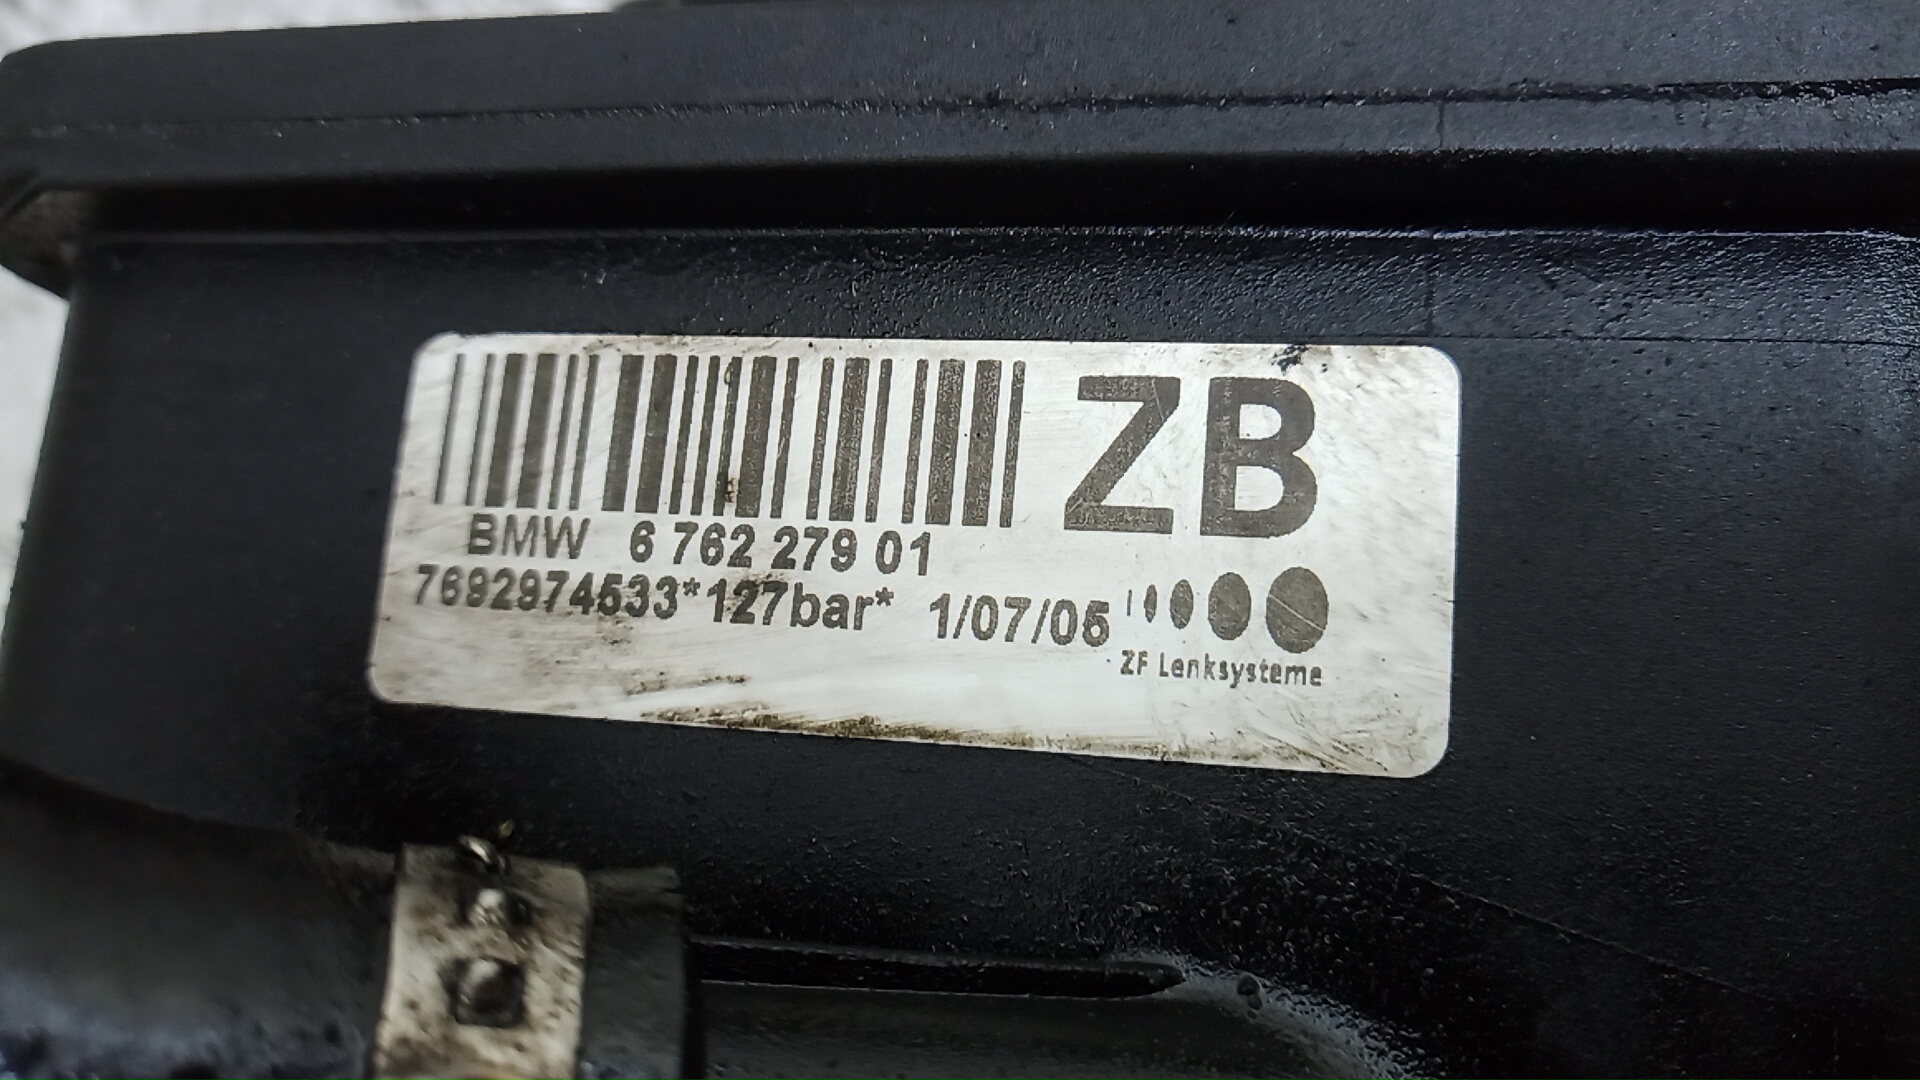 ZB
BMW 6 762 279 01
7692974533*127bar* 1/07/05
ZF Lenksysteme